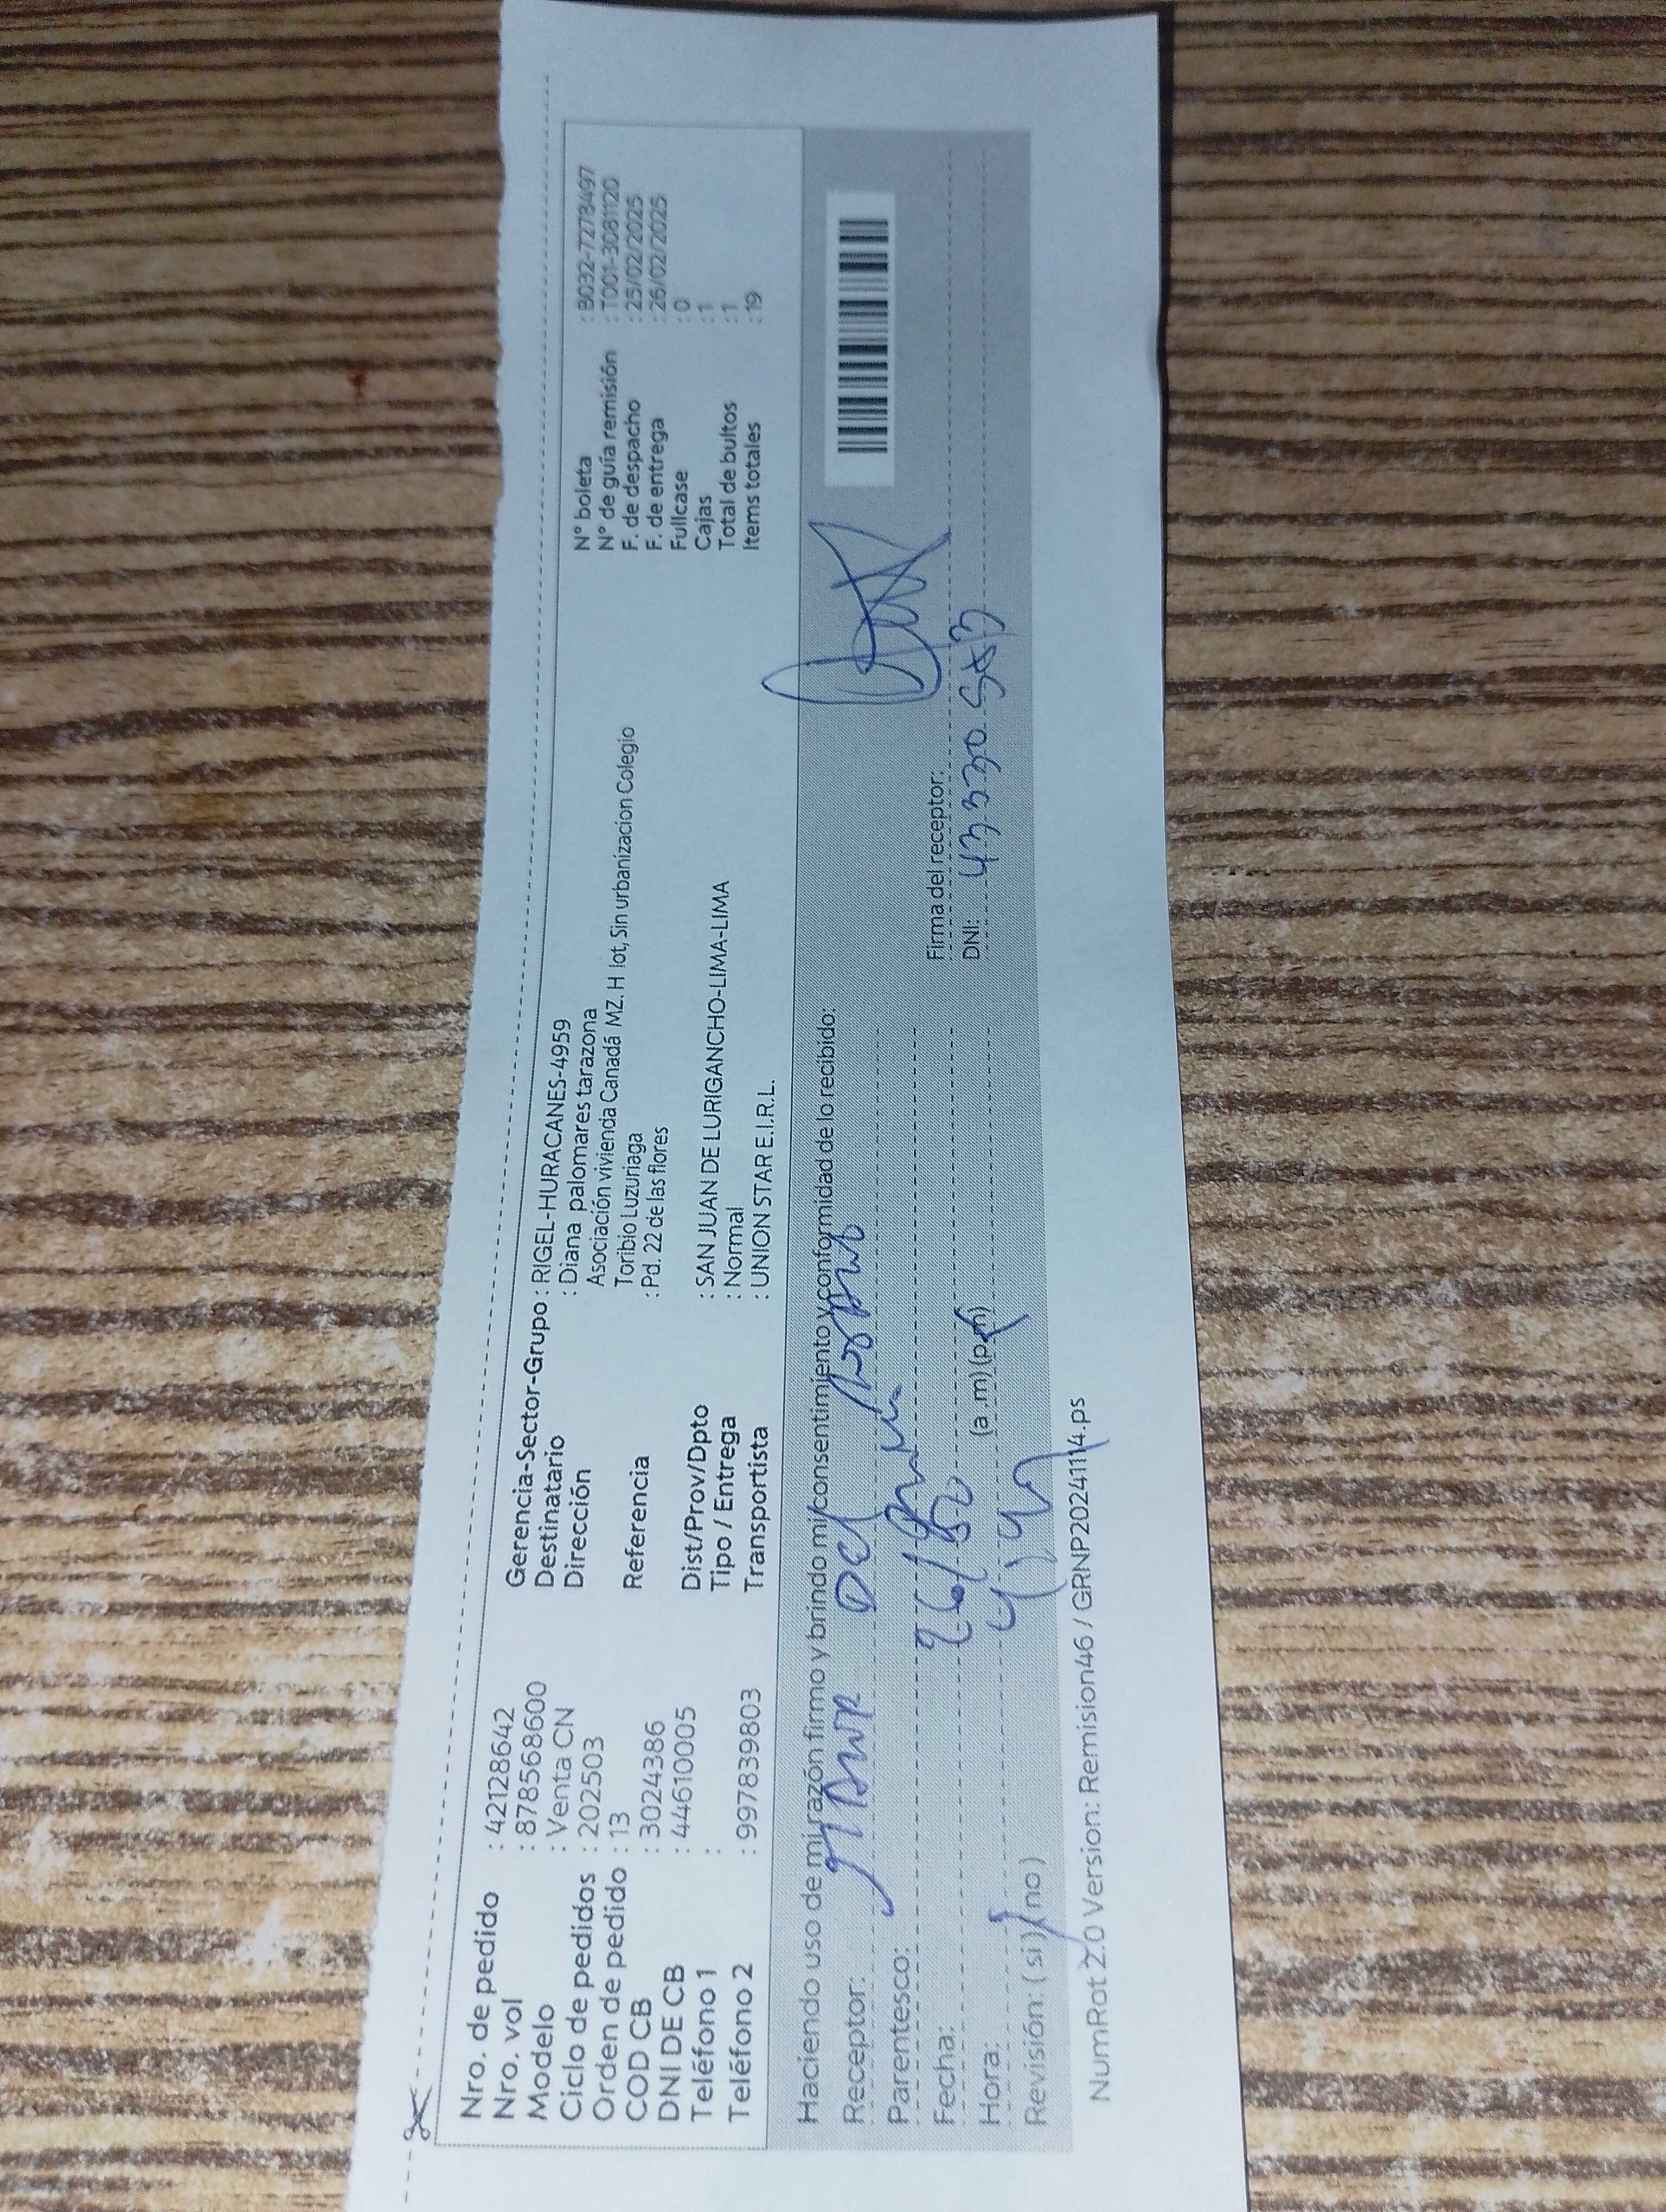 Nro. de pedido : 42128642
Nro. vol : 878568600
Modelo : Venta CN
Ciclo de pedidos : 202503
Orden de pedido : 13
COD CB : 3024386
DNI DE CB : 44610005
Teléfono 1 :
Teléfono 2 : 997839803
Gerencia-Sector-Grupo : RIGEL-HURACANES-4959
Destinatario : Diana palomares tarazona
Dirección Asociación vivienda Canadá MZ. H lot, Sin urbanizacion Colegio
Toribio Luzuriaga
Referencia : Pd. 22 de las flores
Dist/Prov/Dpto : SAN JUAN DE LURIGANCHO-LIMA-LIMA
Tipo / Entrega : Normal
Transportista : UNION STAR E.I.R.L.
N° boleta : B032-72778497
N° de guía remisión : T001-3081120
F. de despacho : 25/02/2025
F. de entrega : 26/02/2025
Fullcase : 0
Cajas : 1
Total de bultos : 1
Items totales : 19
Haciendo uso de mi razón firmo y brindo mi consentimiento y conformidad de lo recibido:
Receptor: Del
Parentesco:
Fecha: 26/
Hora: (a .m) (p.m)
Revisión: ( si ) ( no )
Firma del receptor:
DNI:
NumRot 2.0 Version: Remision46 / GRNP20241114.ps